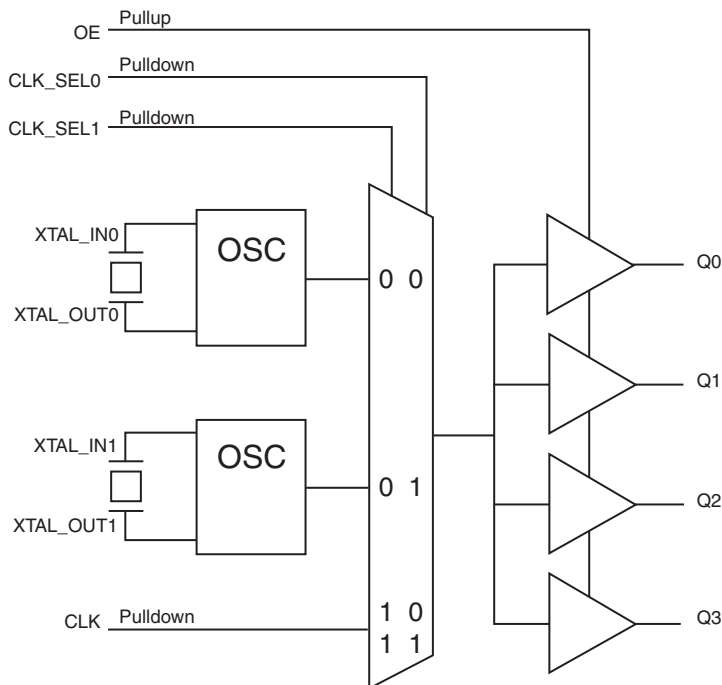 OE Pullup
CLK_SEL0 Pulldown
CLK_SEL1 Pulldown
XTAL_IN0
OSC
0 0
XTAL_OUT0
Q0
Q1
XTAL_IN1
OSC
0 1
XTAL_OUT1
Q2
CLK Pulldown
1 0
1 1
Q3